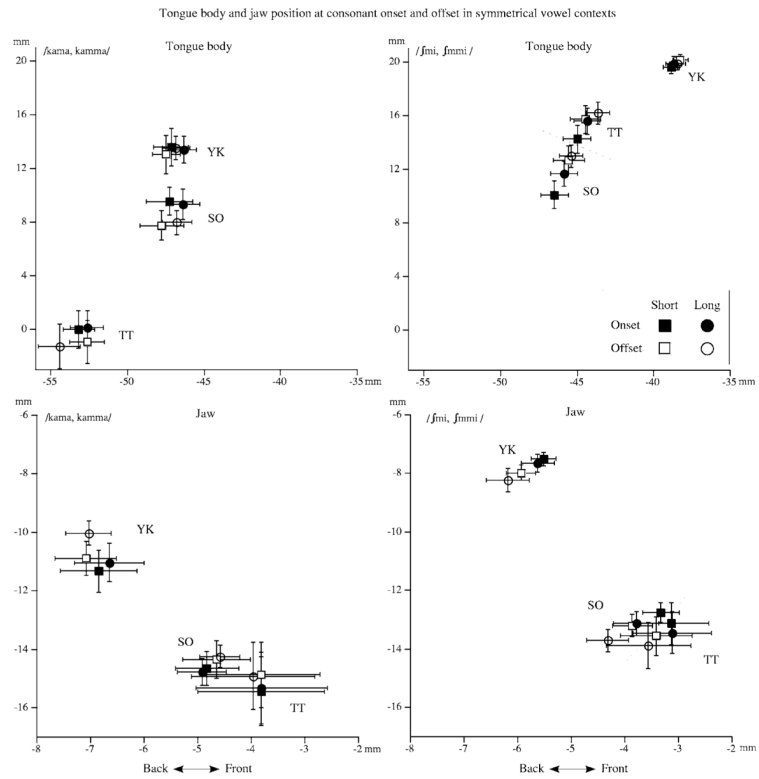 Tongue body and jaw position at consonant onset and offset in symmetrical vowel contexts
mm
/kama, kamma/
Tongue body
20
16
12
8
4
0
YK
SO
TT
-55
-50
-45
-35 mm
mm
/ ʃmi, ʃmmi /
Tongue body
20
16
12
8
4
0
YK
TT
SO
Short
Long
Onset
Offset
-55
-50
-45
-40
-35 mm
mm
-6
/kama, kamma/
Jaw
-8
-10
-12
-14
-16
YK
SO
TT
-8
-7
-6
-5
-4
-3
-2 mm
Back
Front
mm
-6
/ ʃmi, ʃmmi /
Jaw
-8
-10
-12
-14
-16
YK
SO
TT
-8
-7
-6
-5
-4
-3
-2 mm
Back
Front